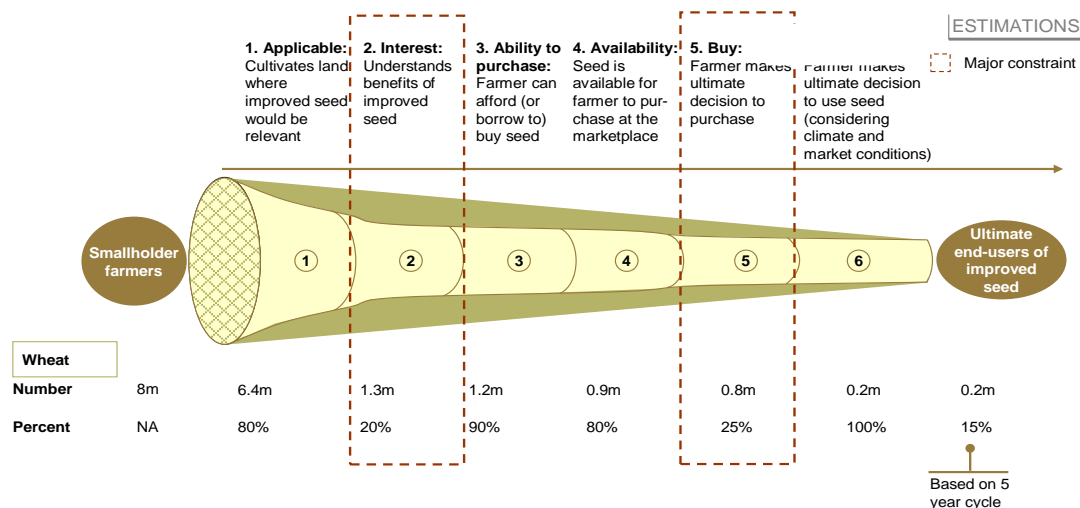 ESTIMATIONS
Major constraint
1. Applicable:
Cultivates land
where
improved seed
would be
relevant
2. Interest:
Understands
benefits of
improved
seed
3. Ability to
purchase:
Farmer can
afford (or
borrow to)
buy seed
4. Availability:
Seed is
available for
farmer to pur-
chase at the
marketplace
5. Buy:
Farmer makes
ultimate
decision to
purchase
Farmer makes
ultimate decision
to use seed
(considering
climate and
market conditions)
Smallholder
farmers
1
2
3
4
5
6
Ultimate
end-users of
improved
seed
Wheat
Number 8m 6.4m 1.3m 1.2m 0.9m 0.8m 0.2m 0.2m
Percent NA 80% 20% 90% 80% 25% 100% 15%
Based on 5
year cycle